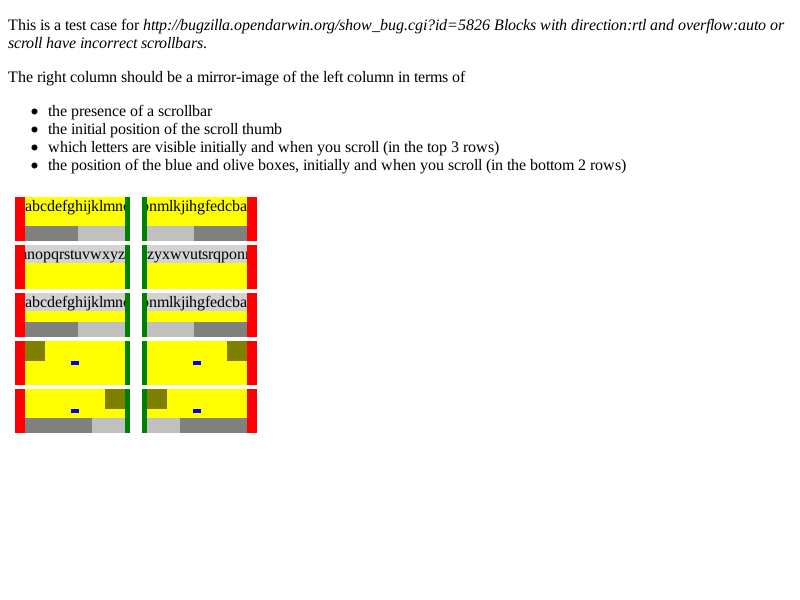 This is a test case for http://bugzilla.opendarwin.org/show_bug.cgi?id=5826 Blocks with direction:rtl and overflow:auto or
scroll have incorrect scrollbars.
The right column should be a mirror-image of the left column in terms of
the presence of a scrollbar
the initial position of the scroll thumb
which letters are visible initially and when you scroll (in the top 3 rows)
the position of the blue and olive boxes, initially and when you scroll (in the bottom 2 rows)
abcdefghijklmno onmlkjihgfedcba
nopqrstuvwxyz zyxwvutsrqpon
abcdefghijklmno onmlkjihgfedcba